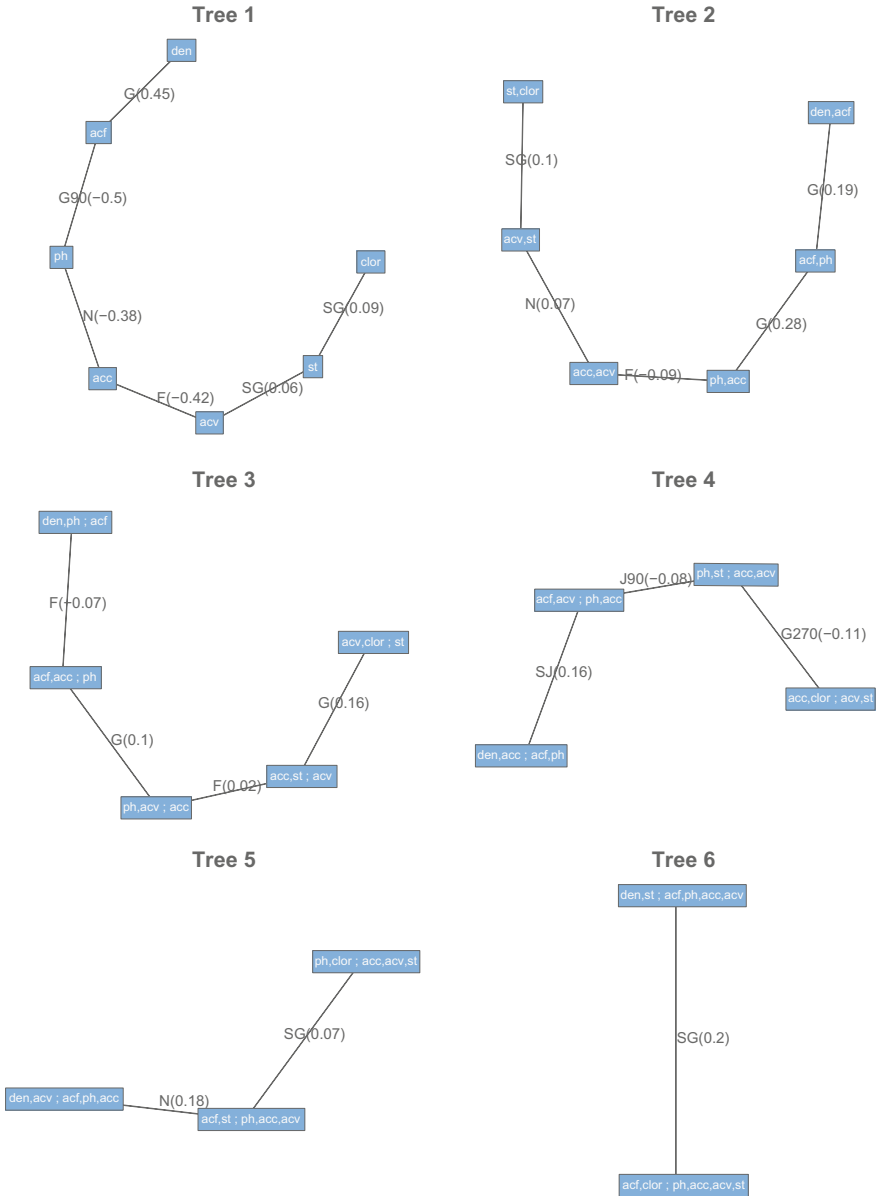 Tree 1
den
G(0.45)
acf
G90(−0.5)
ph
N(−0.38)
acc
F(−0.42)
acv
SG(0.06)
st
SG(0.09)
clor
Tree 2
st,clor
SG(0.1)
acv,st
N(0.07)
acc,acv
F(−0.09)
ph,acc
G(0.28)
acf,ph
G(0.19)
den,acf
Tree 3
den,ph ; acf
F(−0.07)
acf,acc ; ph
G(0.1)
ph,acv ; acc
F(0.02)
acc,st ; acv
G(0.16)
acv,clor ; st
Tree 4
ph,st ; acc,acv
J90(−0.08)
acf,acv ; ph,acc
G270(−0.11)
SJ(0.16)
acc,clor ; acv,st
den,acc ; acf,ph
Tree 5
ph,clor ; acc,acv,st
SG(0.07)
den,acv ; acf,ph,acc
N(0.18)
acf,st ; ph,acc,acv
Tree 6
den,st ; acf,ph,acc,acv
SG(0.2)
acf,clor ; ph,acc,acv,st